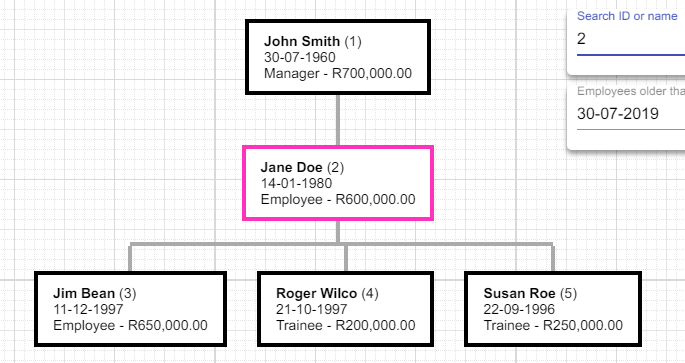 Search ID or name
2
Employees older tha
30-07-2019
John Smith (1)
30-07-1960
Manager - R700,000.00
Jane Doe (2)
14-01-1980
Employee - R600,000.00
Jim Bean (3)
11-12-1997
Employee - R650,000.00
Roger Wilco (4)
21-10-1997
Trainee - R200,000.00
Susan Roe (5)
22-09-1996
Trainee - R250,000.00